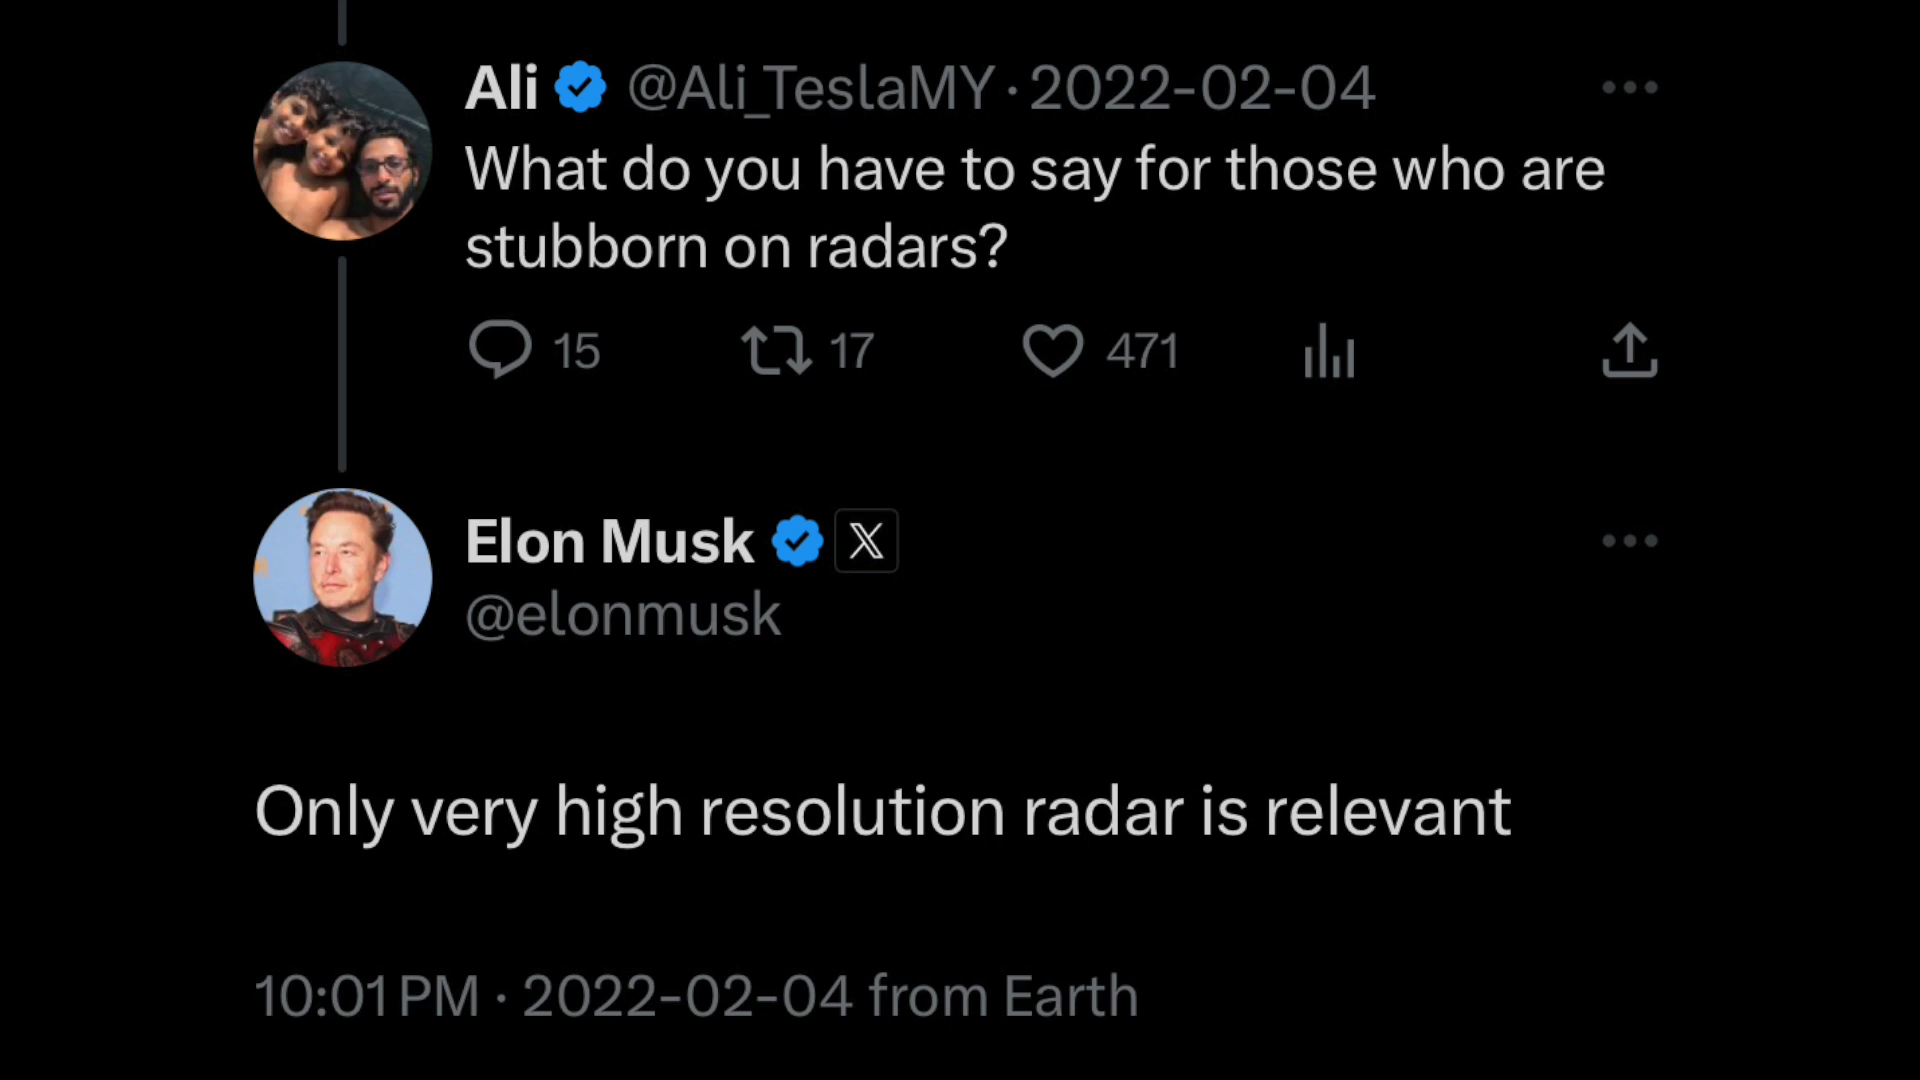 Ali @Ali_TeslaMY · 2022-02-04
What do you have to say for those who are
stubborn on radars?
15 17 471
Elon Musk X
@elonmusk
Only very high resolution radar is relevant
10:01 PM · 2022-02-04 from Earth